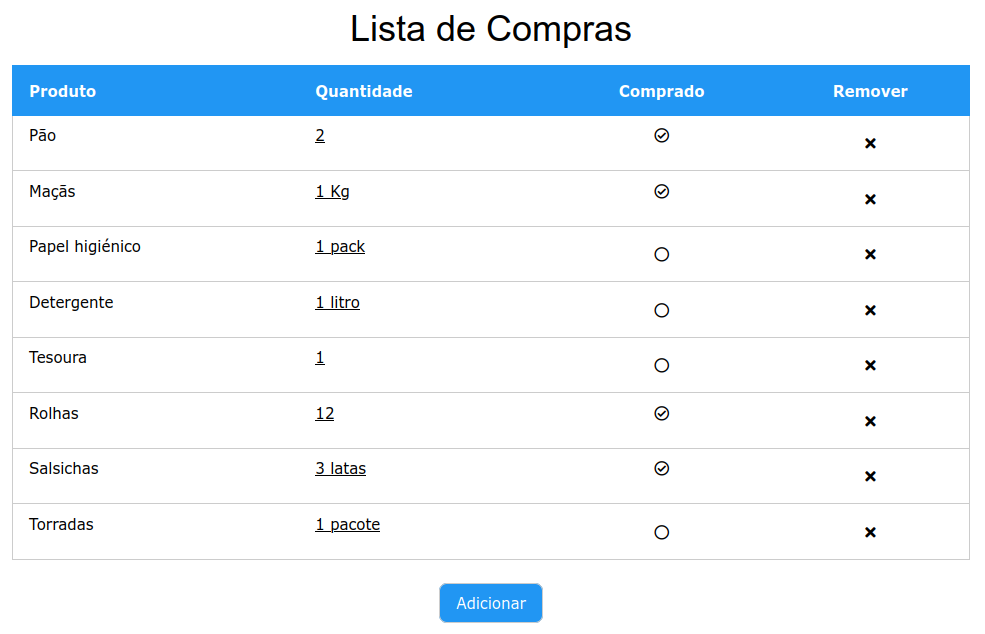 Lista de Compras
Produto Quantidade Comprado Remover
Pão 2
Maçãs 1 Kg
Papel higiénico 1 pack
Detergente 1 litro
Tesoura 1
Rolhas 12
Salsichas 3 latas
Torradas 1 pacote
Adicionar